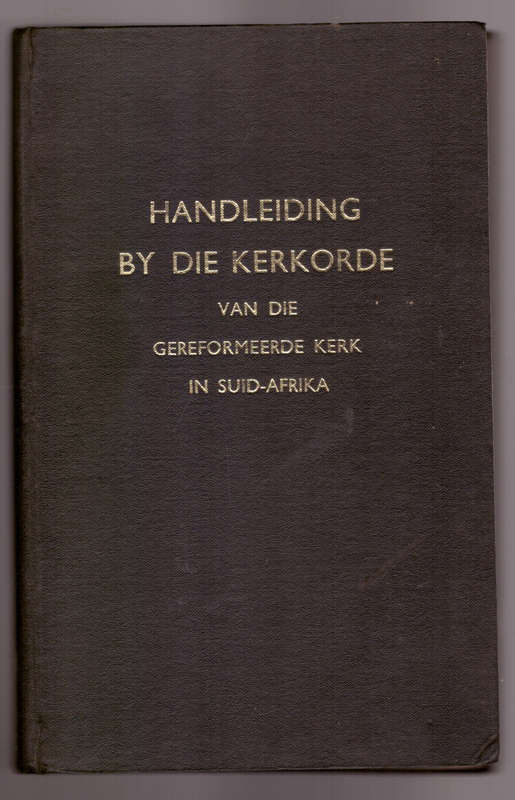 HANDLEIDING
BY DIE KERKORDE
VAN DIE
GEREFORMEERDE KERK
IN SUID-AFRIKA